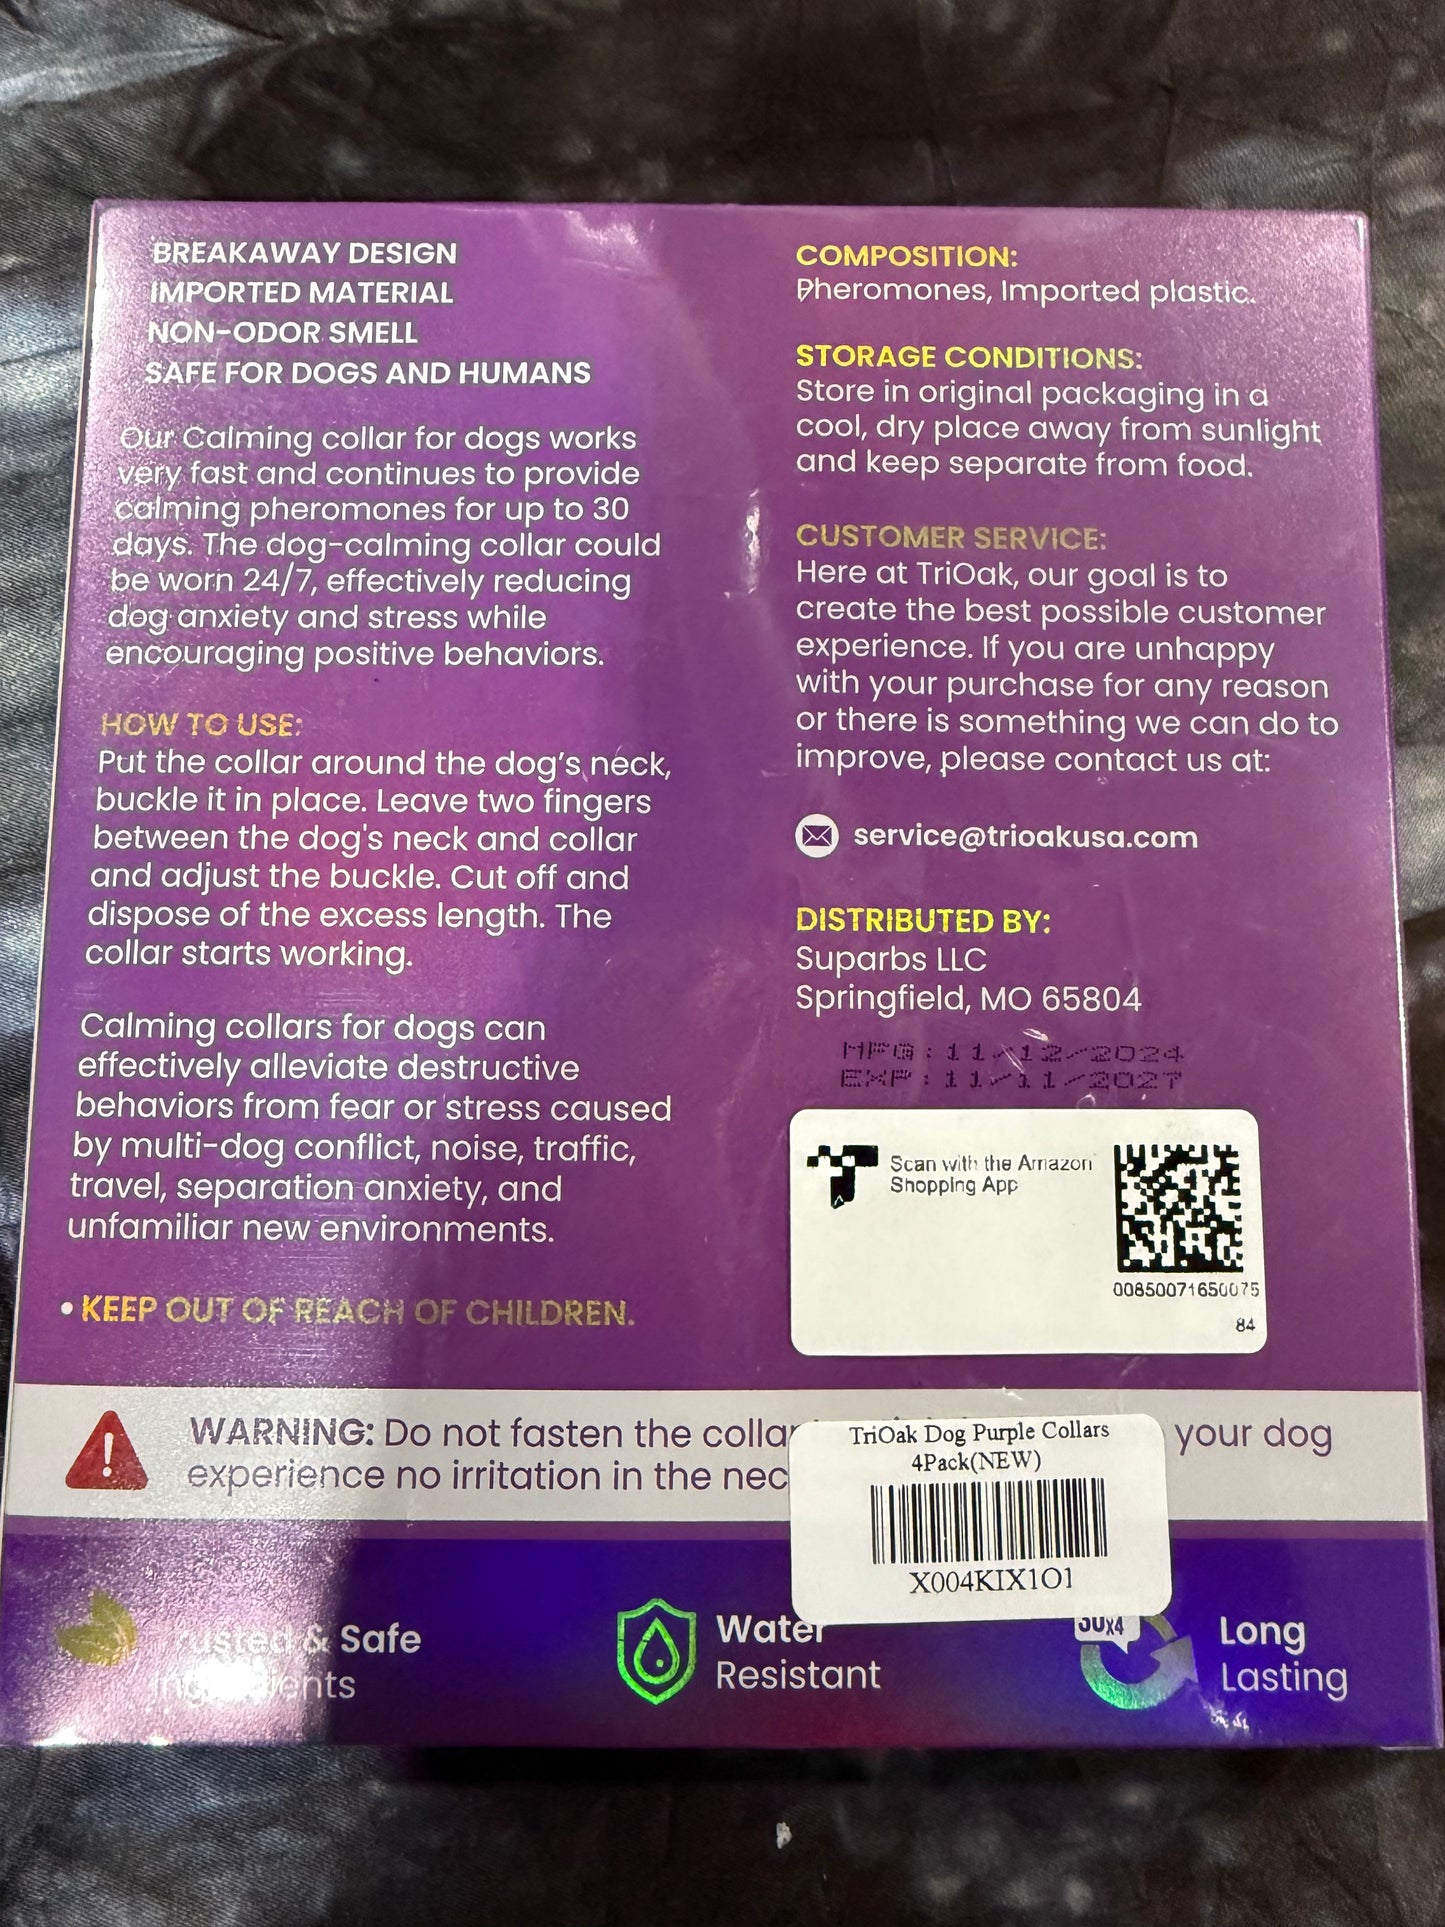 BREAKAWAY DESIGN
IMPORTED MATERIAL
NON-ODOR SMELL
SAFE FOR DOGS AND HUMANS
Our Calming collar for dogs works
very fast and continues to provide
calming pheromones for up to 30
days. The dog-calming collar could
be worn 24/7, effectively reducing
dog anxiety and stress while
encouraging positive behaviors.
HOW TO USE:
Put the collar around the dog's neck,
buckle it in place. Leave two fingers
between the dog's neck and collar
and adjust the buckle. Cut off and
dispose of the excess length. The
collar starts working.
Calming collars for dogs can
effectively alleviate destructive
behaviors from fear or stress caused
by multi-dog conflict, noise, traffic,
travel, separation anxiety, and
unfamiliar new environments.
• KEEP OUT OF REACH OF CHILDREN.
COMPOSITION:
Pheromones, Imported plastic.
STORAGE CONDITIONS:
Store in original packaging in a
cool, dry place away from sunlight
and keep separate from food.
CUSTOMER SERVICE:
Here at TriOak, our goal is to
create the best possible customer
experience. If you are unhappy
with your purchase for any reason
or there is something we can do to
improve, please contact us at:
service@trioakusa.com
DISTRIBUTED BY:
Suparbs LLC
Springfield, MO 65804
MFG: 11/12/2024
EXP: 11/11/2027
Scan with the Amazon
Shopping App
00850071650075
84
WARNING: Do not fasten the collar your dog
experience no irritation in the
TriOak Dog Purple Collars
4Pack(NEW)
X004KIX1O1
Trusted & Safe
Ingredients
Water
Resistant
30x4
Long
Lasting